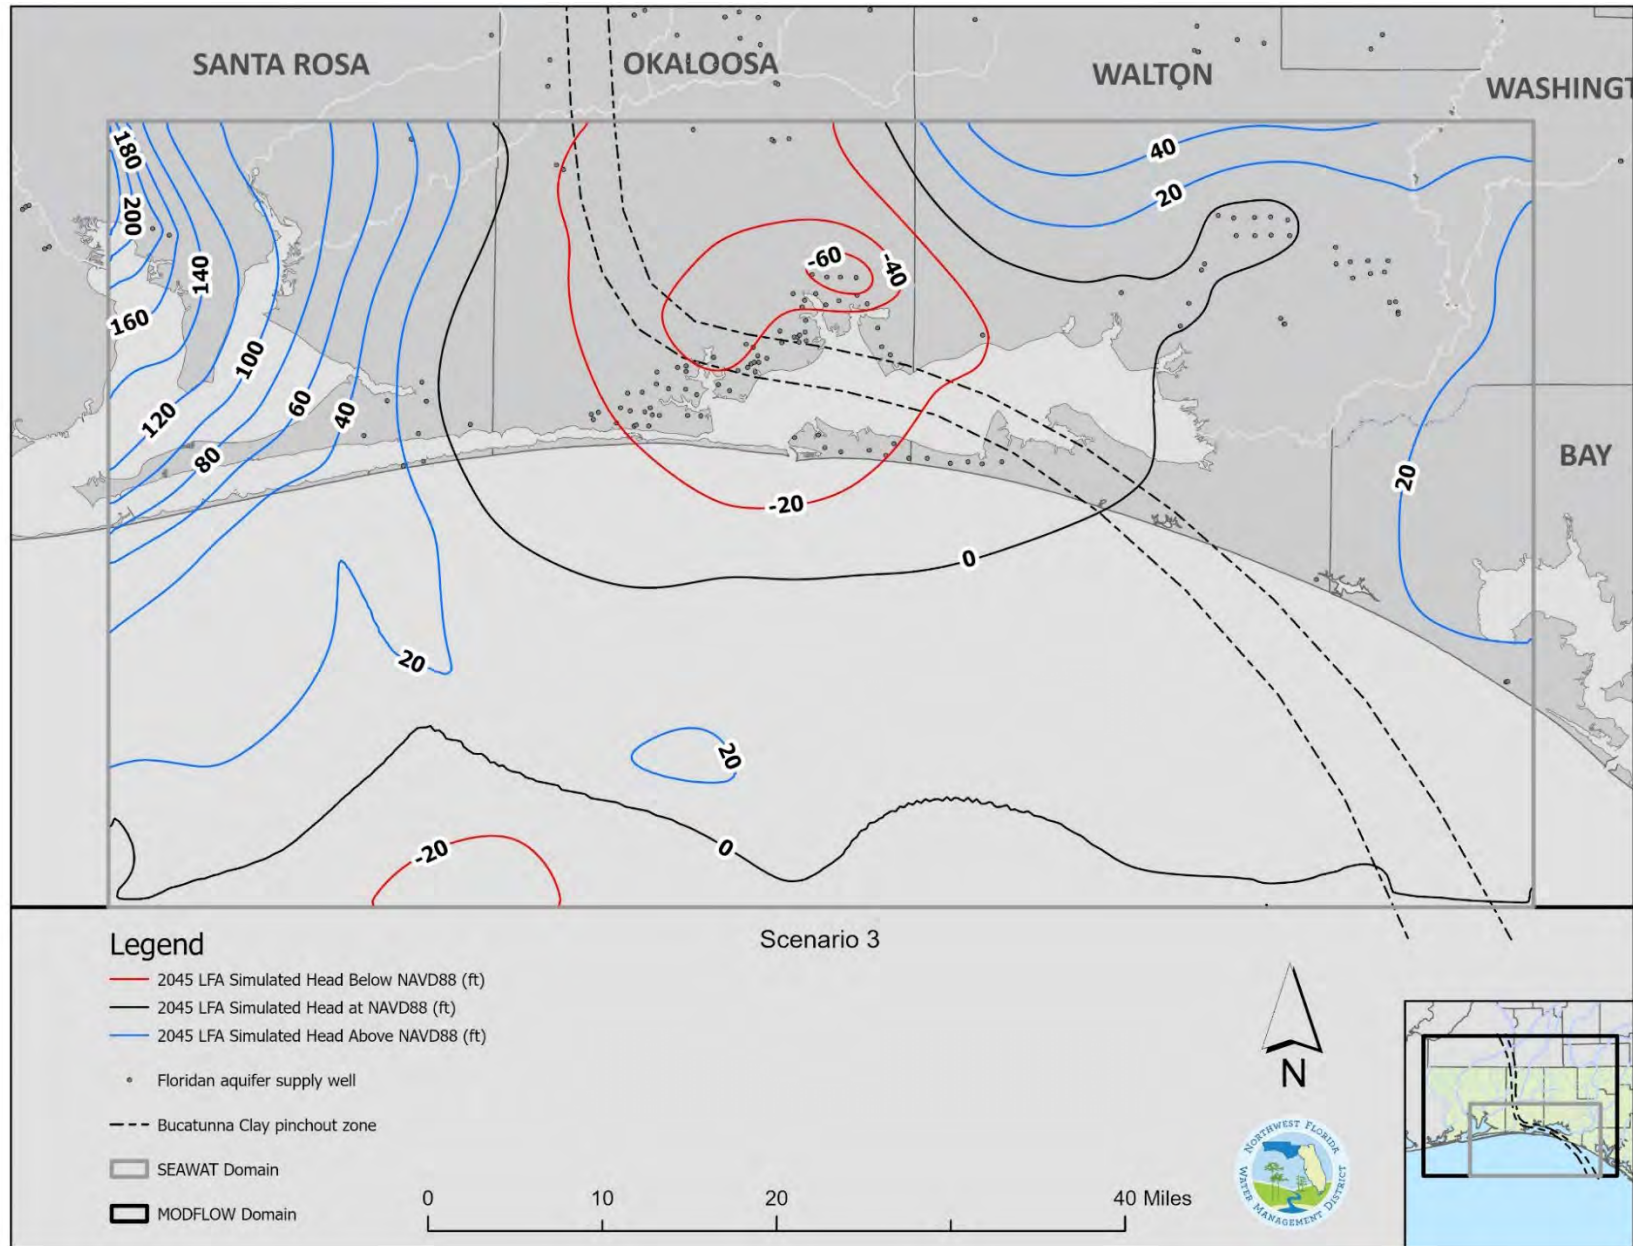 SANTA ROSA
OKALOOSA
WALTON
WASHINGT
180
200
160
140
120
100
80
60
40
20
0
-20
-60
-40
40
20
0
20
BAY
20
-20
0
Scenario 3
Legend
2045 LFA Simulated Head Below NAVD88 (ft)
2045 LFA Simulated Head at NAVD88 (ft)
2045 LFA Simulated Head Above NAVD88 (ft)
Floridan aquifer supply well
Bucatunna Clay pinchout zone
SEAWAT Domain
MODFLOW Domain
0 10 20 40 Miles
N
NORTHWEST FLORIDA
WATER MANAGEMENT DISTRICT